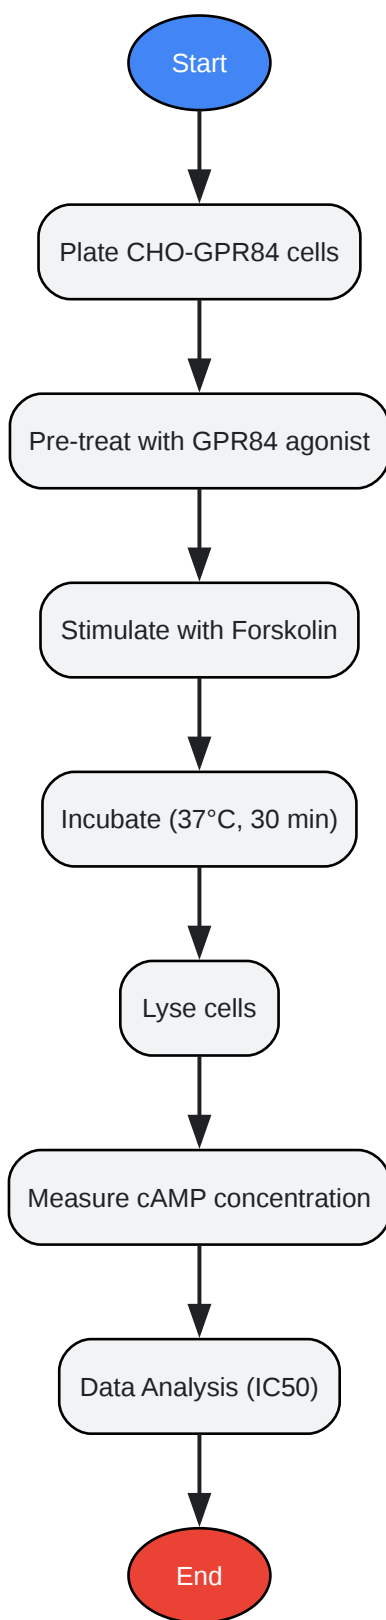 Start
Plate CHO-GPR84 cells
Pre-treat with GPR84 agonist
Stimulate with Forskolin
Incubate (37°C, 30 min)
Lyse cells
Measure cAMP concentration
Data Analysis (IC50)
End